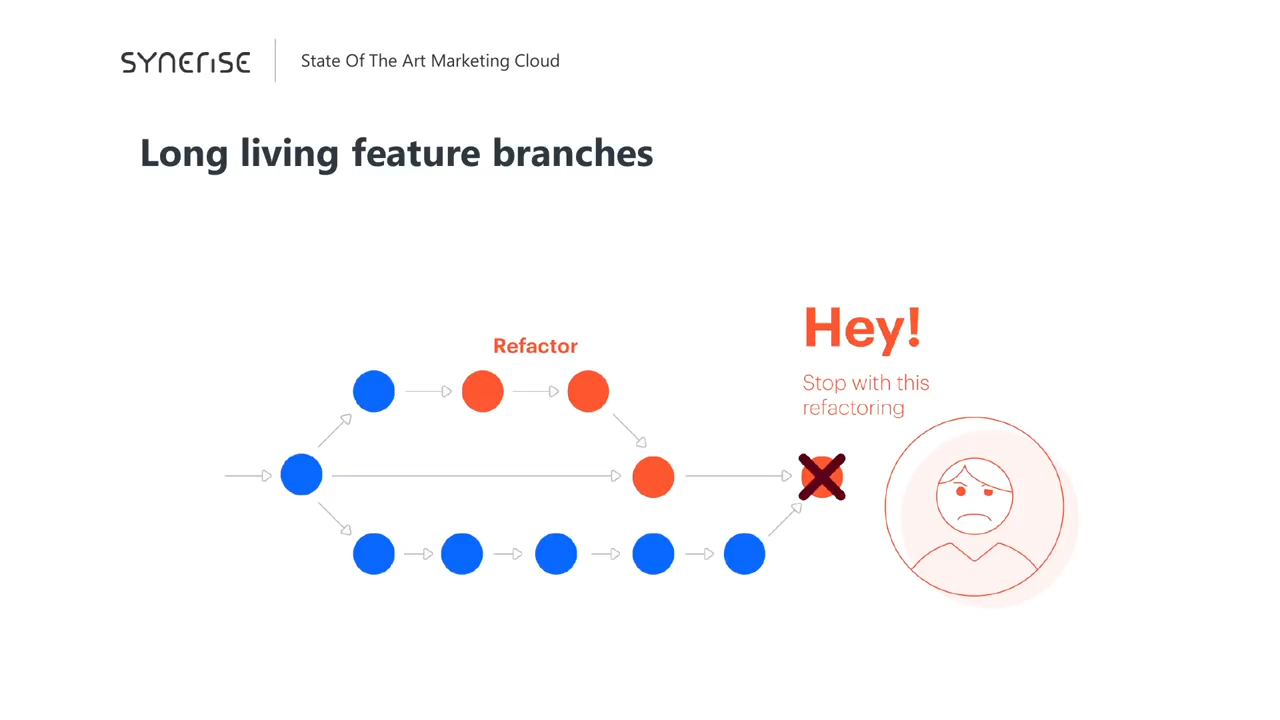 SYNERISE
State Of The Art Marketing Cloud
Long living feature branches
Refactor
Hey!
Stop with this
refactoring